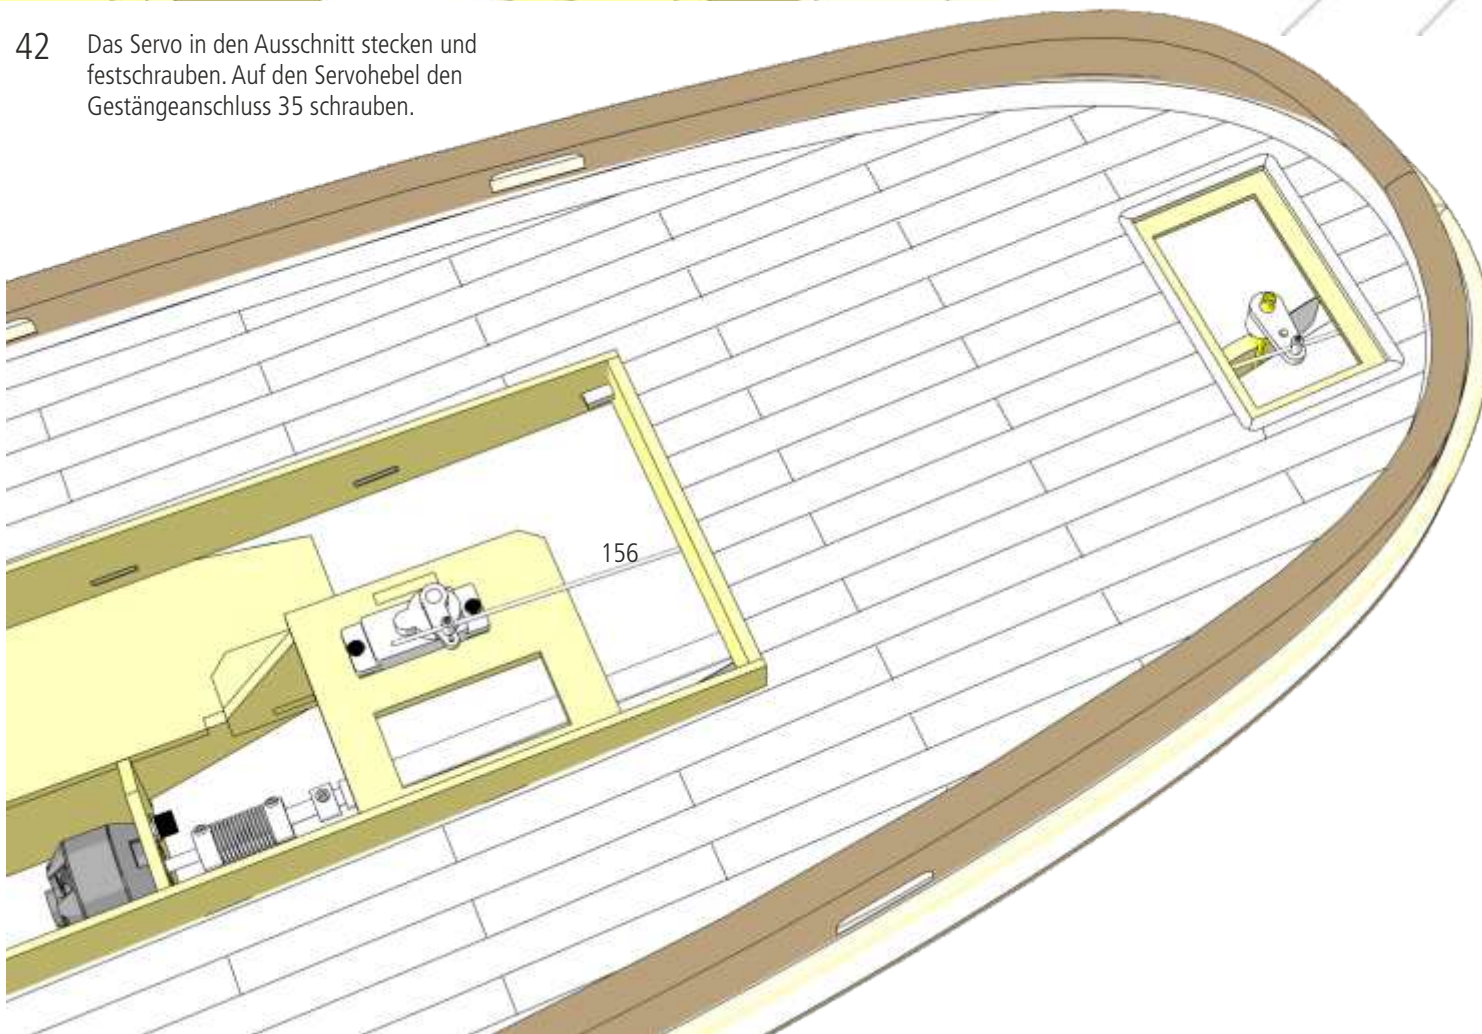 42 Das Servo in den Ausschnitt stecken und
festschrauben. Auf den Servohebel den
Gestängeanschluss 35 schrauben.
156